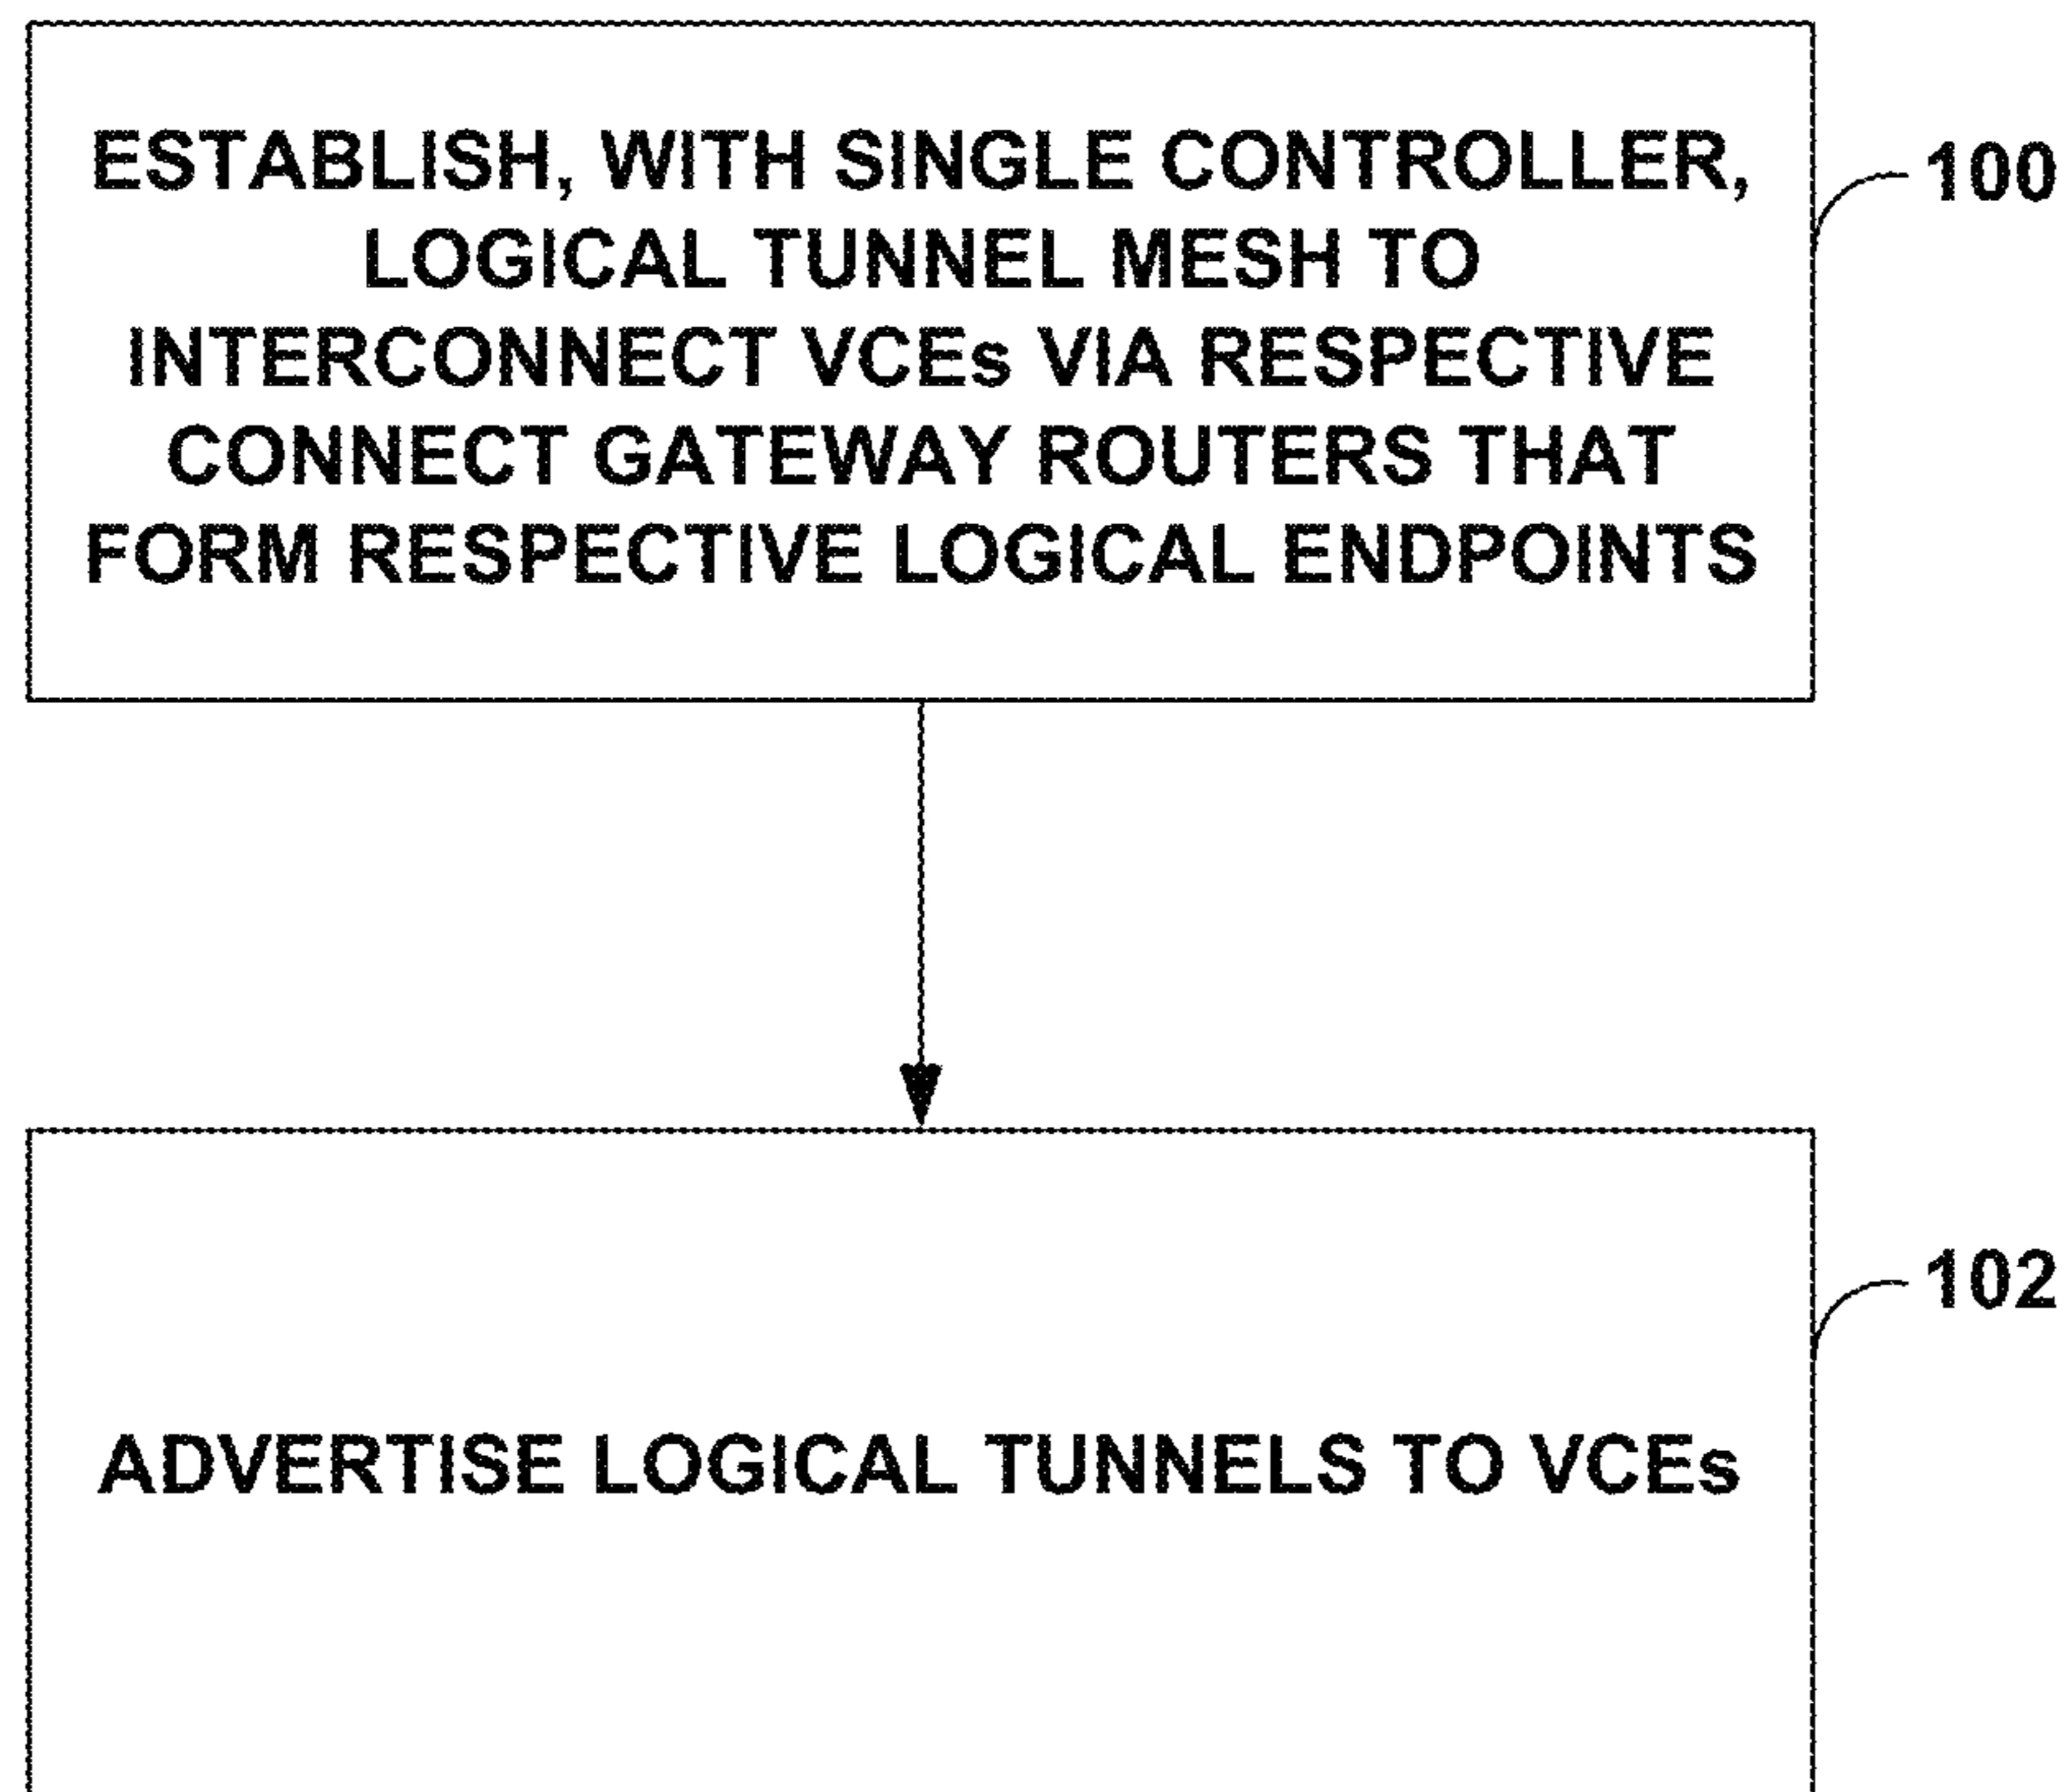 ESTABLISH, WITH SINGLE CONTROLLER,
LOGICAL TUNNEL MESH TO
INTERCONNECT VCEs VIA RESPECTIVE
CONNECT GATEWAY ROUTERS THAT
FORM RESPECTIVE LOGICAL ENDPOINTS
100
ADVERTISE LOGICAL TUNNELS TO VCEs
102